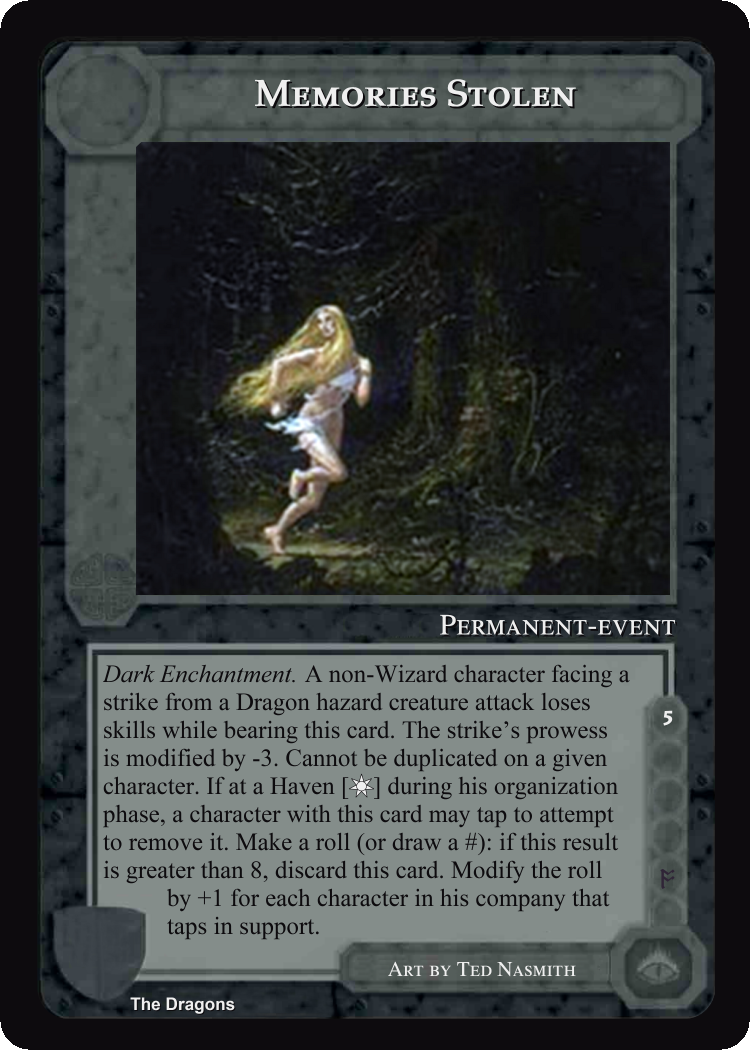 Memories Stolen
Permanent-event
Dark Enchantment. A non-Wizard character facing a
strike from a Dragon hazard creature attack loses
skills while bearing this card. The strike's prowess
is modified by -3. Cannot be duplicated on a given
character. If at a Haven [☼] during his organization
phase, a character with this card may tap to attempt
to remove it. Make a roll (or draw a #): if this result
is greater than 8, discard this card. Modify the roll
by +1 for each character in his company that
taps in support.
5
Art by Ted Nasmith
The Dragons